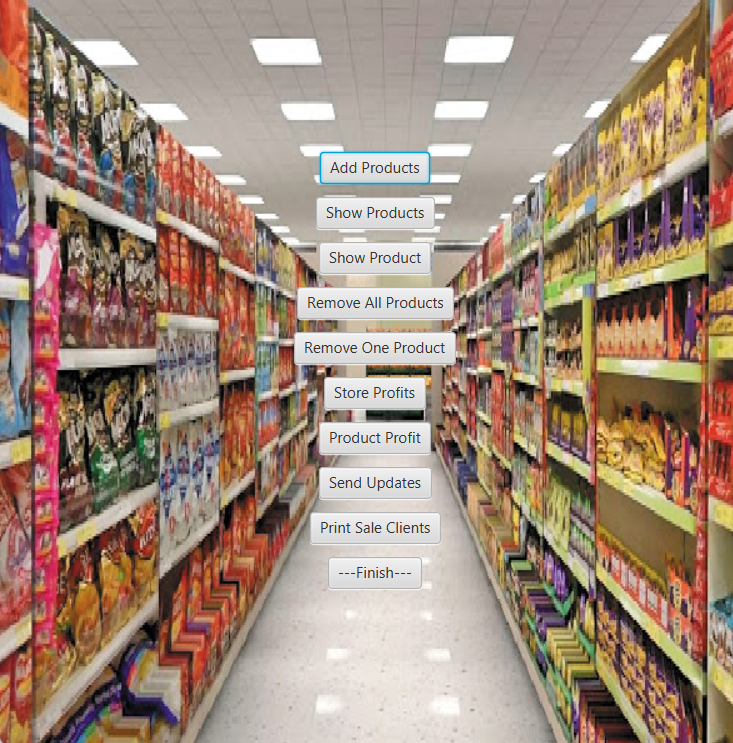 Add Products
Show Products
Show Product
Remove All Products
Remove One Product
Store Profits
Product Profit
Send Updates
Print Sale Clients
---Finish---